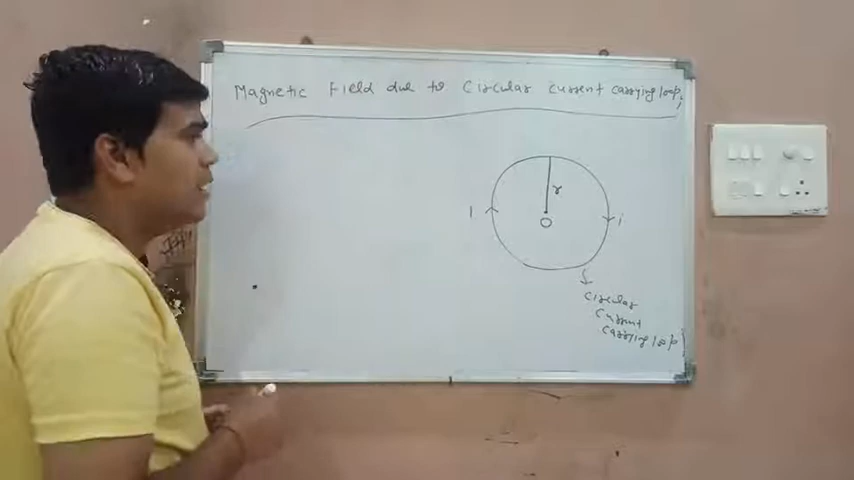 Magnetic Field due to Circular Current Carrying loop;
r
i
i
O
Circular
Current
Carrying loop